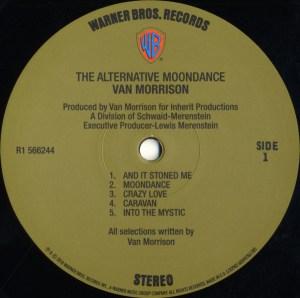 WARNER BROS. RECORDS
WB
THE ALTERNATIVE MOONDANCE
VAN MORRISON
Produced by Van Morrison for Inherit Productions
A Division of Schwaid-Merenstein
Executive Producer-Lewis Merenstein
R1 566244
SIDE
1
1. AND IT STONED ME
2. MOONDANCE
3. CRAZY LOVE
4. CARAVAN
5. INTO THE MYSTIC
All selections written by
Van Morrison
STEREO